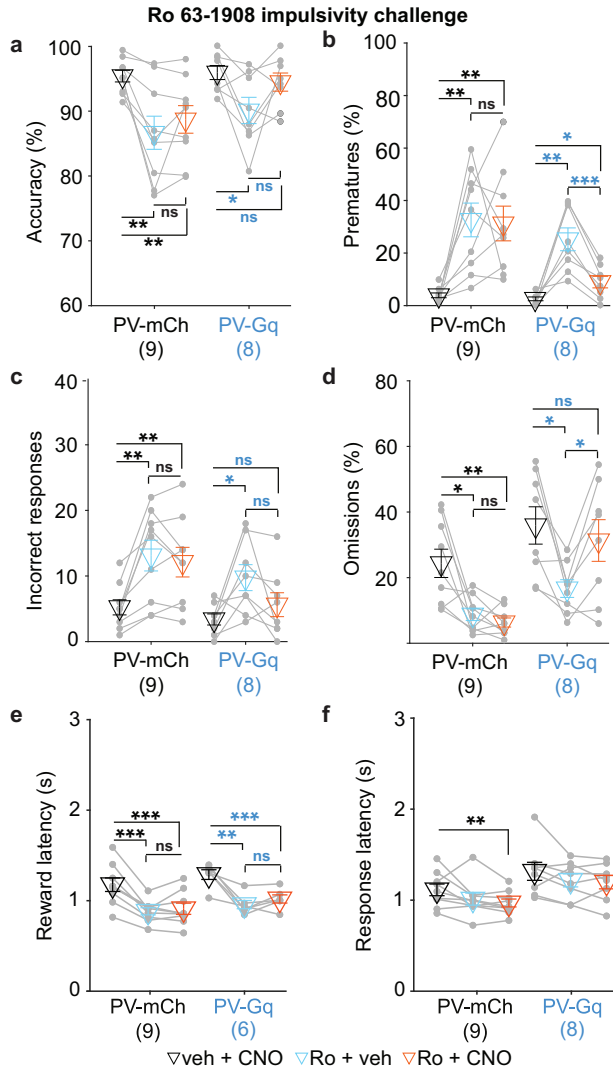 Ro 63-1908 impulsivity challenge
a
Accuracy (%)
100
90
80
70
60
**
ns
**
*
ns
ns
PV-mCh
(9)
PV-Gq
(8)
b
Prematures (%)
100
80
60
40
20
0
**
**
ns
*
**
***
PV-mCh
(9)
PV-Gq
(8)
c
Incorrect responses
40
30
20
10
0
**
**
ns
ns
*
ns
PV-mCh
(9)
PV-Gq
(8)
d
Omissions (%)
80
60
40
20
**
*
ns
ns
*
*
PV-mCh
(9)
PV-Gq
(8)
e
Reward latency (s)
3
2
1
0
***
***
ns
***
**
ns
PV-mCh
(9)
PV-Gq
(6)
f
Response latency (s)
3
2
1
0
**
PV-mCh
(9)
PV-Gq
(8)
veh + CNO Ro + veh Ro + CNO